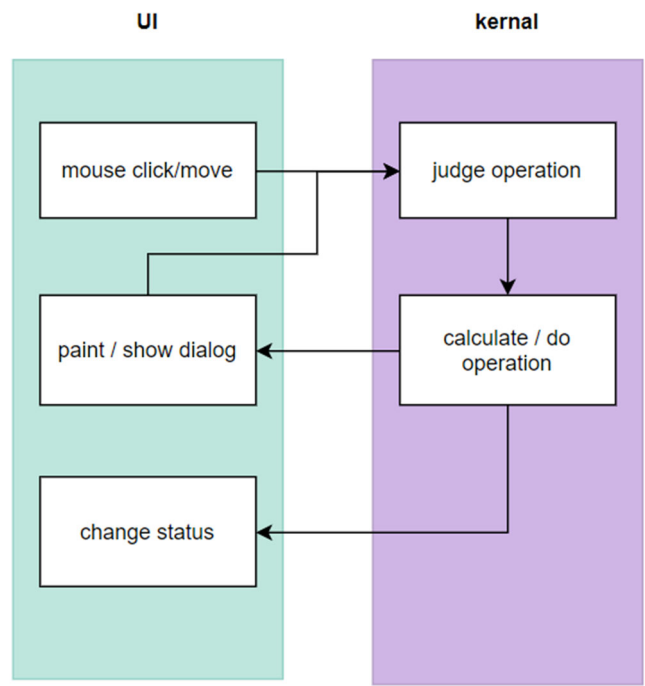 UI
kernal
mouse click/move
judge operation
paint / show dialog
calculate / do
operation
change status